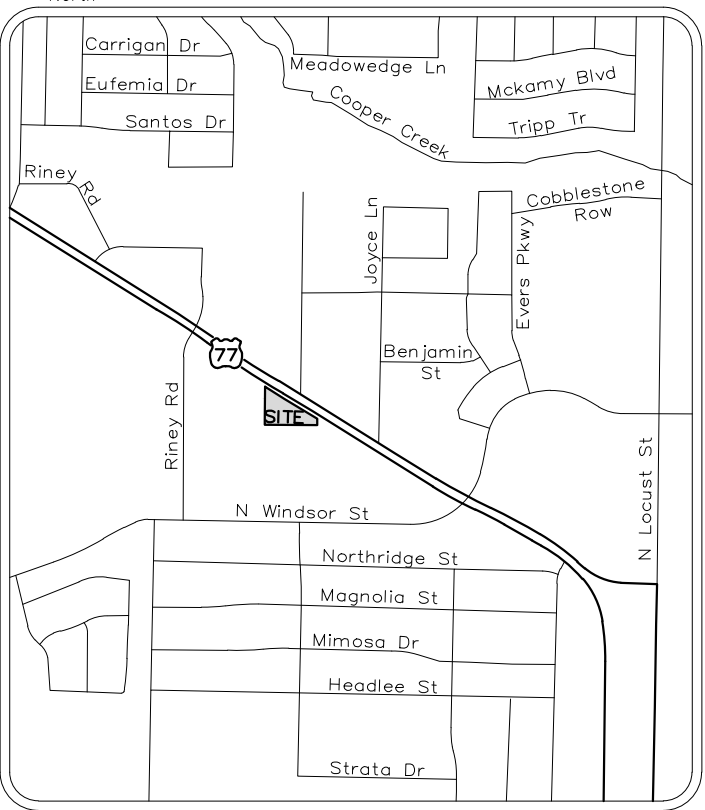 Carrigan Dr
Meadowedge Ln
Eufemia Dr
Mckamy Blvd
Cooper Creek
Santos Dr
Tripp Tr
Riney Rd
Cobblestone
Row
Joyce Ln
Evers Pkwy
77
Benjamin
St
SITE
Riney Rd
N Locust St
N Windsor St
Northridge St
Magnolia St
Mimosa Dr
Headlee St
Strata Dr